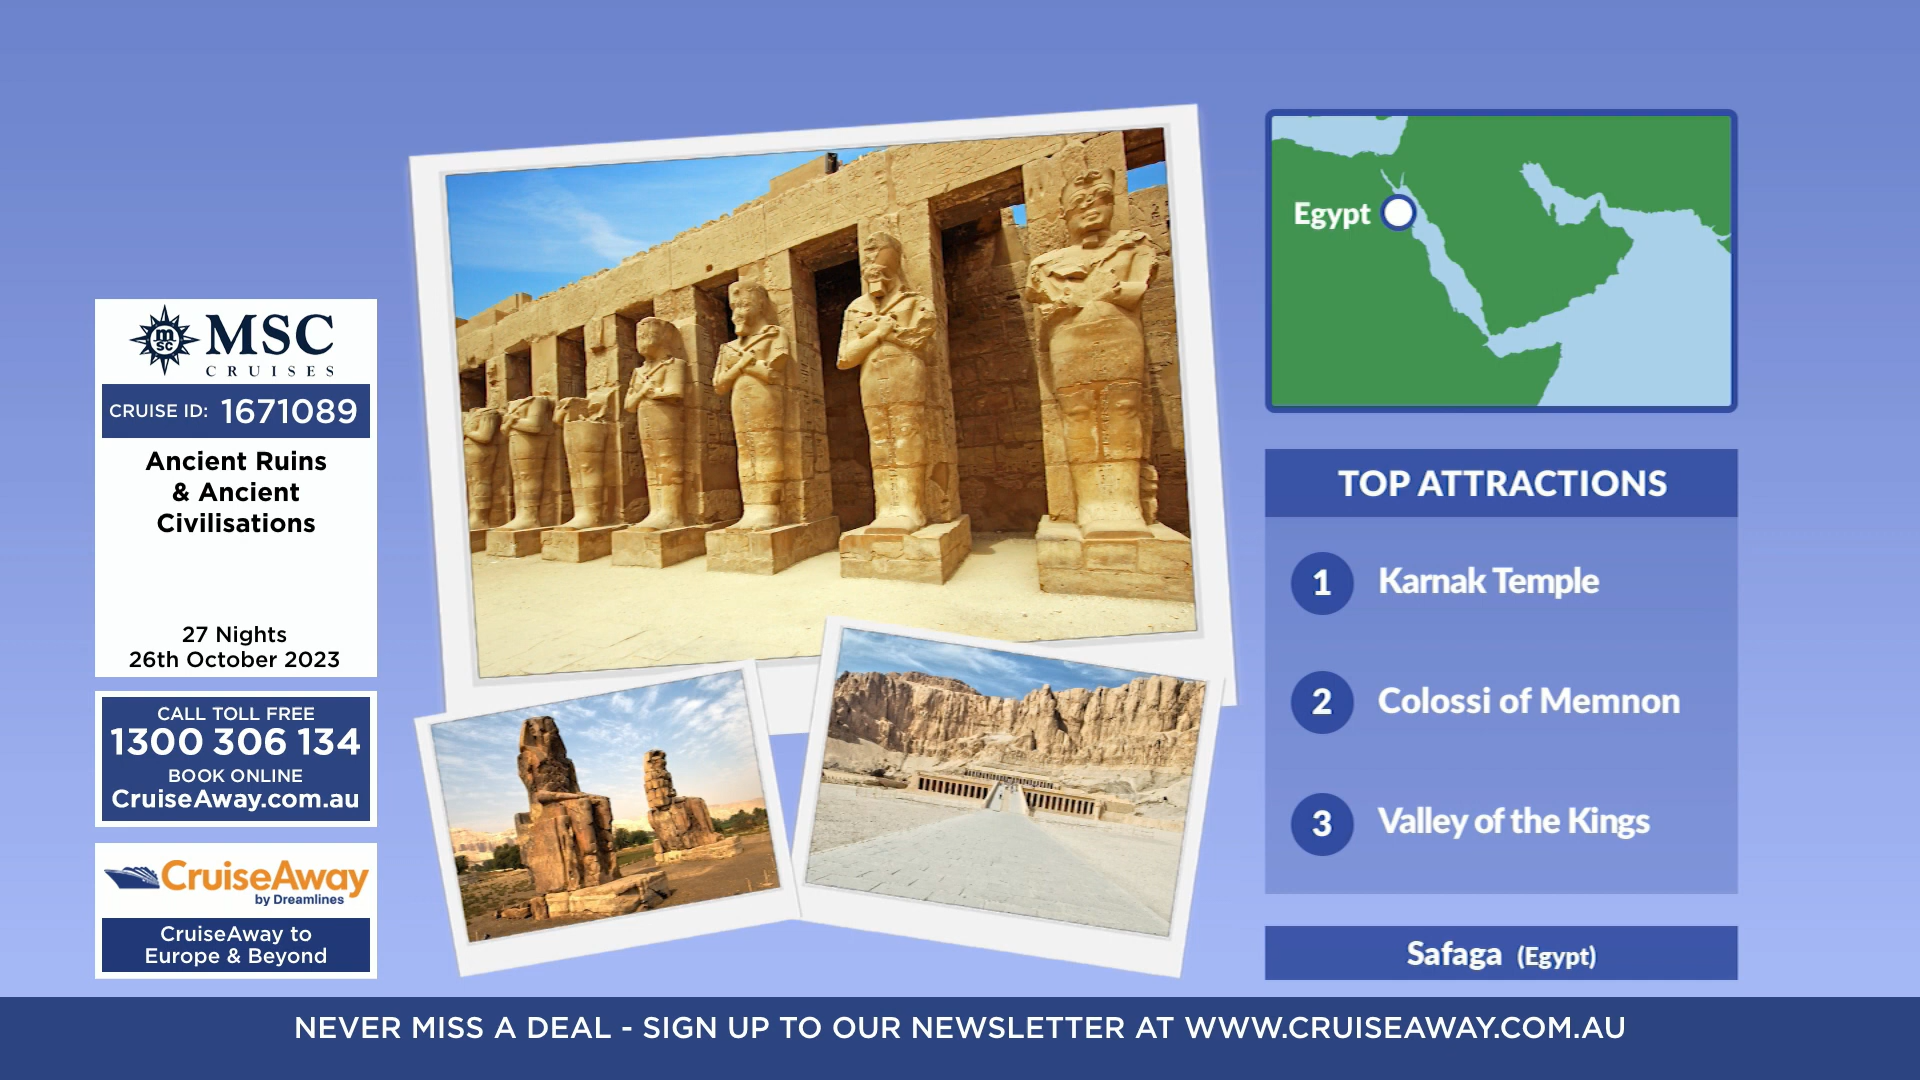 MSC
CRUISES
CRUISE ID: 1671089
Ancient Ruins
& Ancient
Civilisations
27 Nights
26th October 2023
CALL TOLL FREE
1300 306 134
BOOK ONLINE
CruiseAway.com.au
CruiseAway
by Dreamlines
CruiseAway to
Europe & Beyond
Egypt
TOP ATTRACTIONS
1 Karnak Temple
2 Colossi of Memnon
3 Valley of the Kings
Safaga (Egypt)
NEVER MISS A DEAL - SIGN UP TO OUR NEWSLETTER AT WWW.CRUISEAWAY.COM.AU